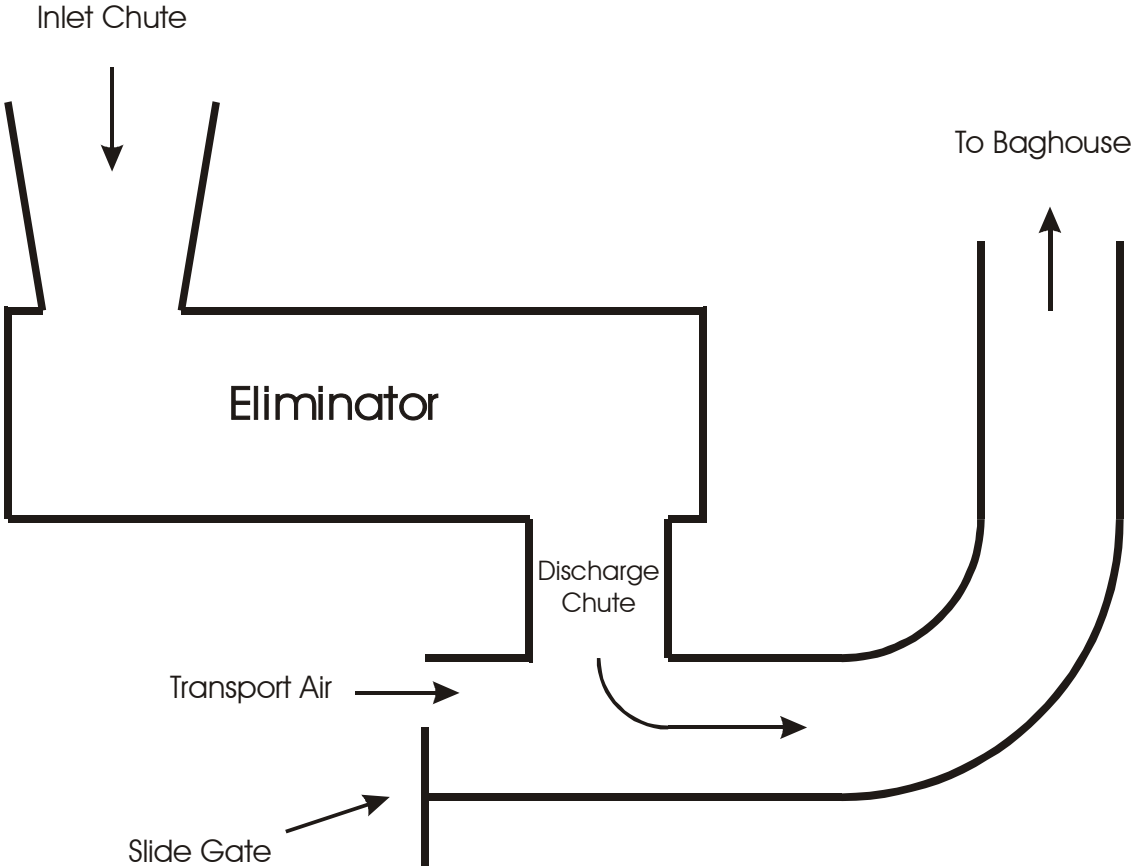 Inlet Chute
To Baghouse
Eliminator
Discharge
Chute
Transport Air
Slide Gate